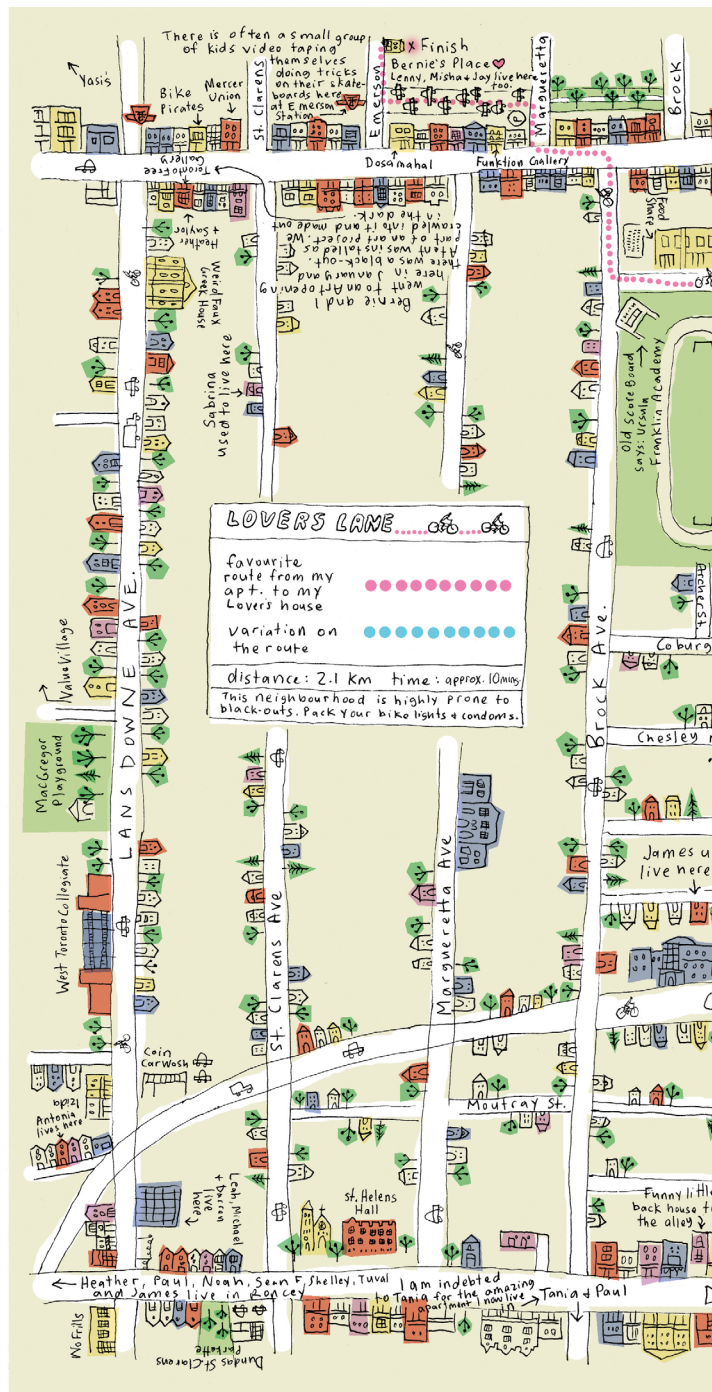 There is often a small group
of kids video taping
themselves
doing tricks
on their skate-
boards here
at Emerson
Station
Yasi's
Bike
Pirates
Mercer
Union
St. Clarens
Emerson
x Finish
Bernie's Place
Lenny, Misha & Jay live here
too.
P
Margueretta
Brock
Toronto Free
Gallery
Dosa mahal
Funktion Gallery
Heather
+ Saylor
Weird Faux
Greek House
Bernie and I
went to an Art opening
here in January and
there was a black-out.
A tent was installed as
part of an art project. We
crawled into it and made out
in the dark.
Food
Share
Sabrina
used to live here
Old Score Board
says: Ursula
Franklin Academy
LOVERS LANE
favourite
route from my
apt. to my
Lover's house
variation on
the route
distance: 2.1 km time: approx. 10 mins.
This neighbourhood is highly prone to
black-outs. Pack your bike lights & condoms.
LANSDOWNE AVE.
Brock Ave.
Archer St
Coburg
Chesley
Value Village
MacGregor
Playground
West Toronto Collegiate
St. Clarens Ave
Margueretta Ave
James u
live here
Coin
Car Wash
Moutray St.
tzidq
Antonia
lives here
Leah, Michael
+ Darren
live
here
St. Helens
Hall
Funny little
back house
the alley
← Heather, Paul, Noah, Sean F, Shelley, Tuval
and James live in Roncey
I am indebted
to Tania for the amazing
apartment I now live
in
Tania & Paul
D
No Frills
Dundas St Clarens
Parkette